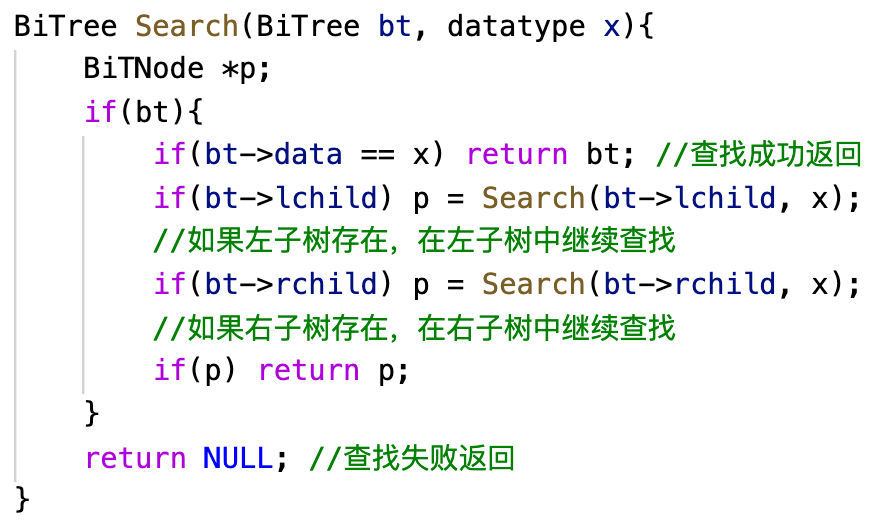 BiTree Search(BiTree bt, datatype x){
    BiTNode *p;
    if(bt){
        if(bt->data == x) return bt; //查找成功返回
        if(bt->lchild) p = Search(bt->lchild, x);
        //如果左子树存在，在左子树中继续查找
        if(bt->rchild) p = Search(bt->rchild, x);
        //如果右子树存在，在右子树中继续查找
        if(p) return p;
    }
    return NULL; //查找失败返回
}